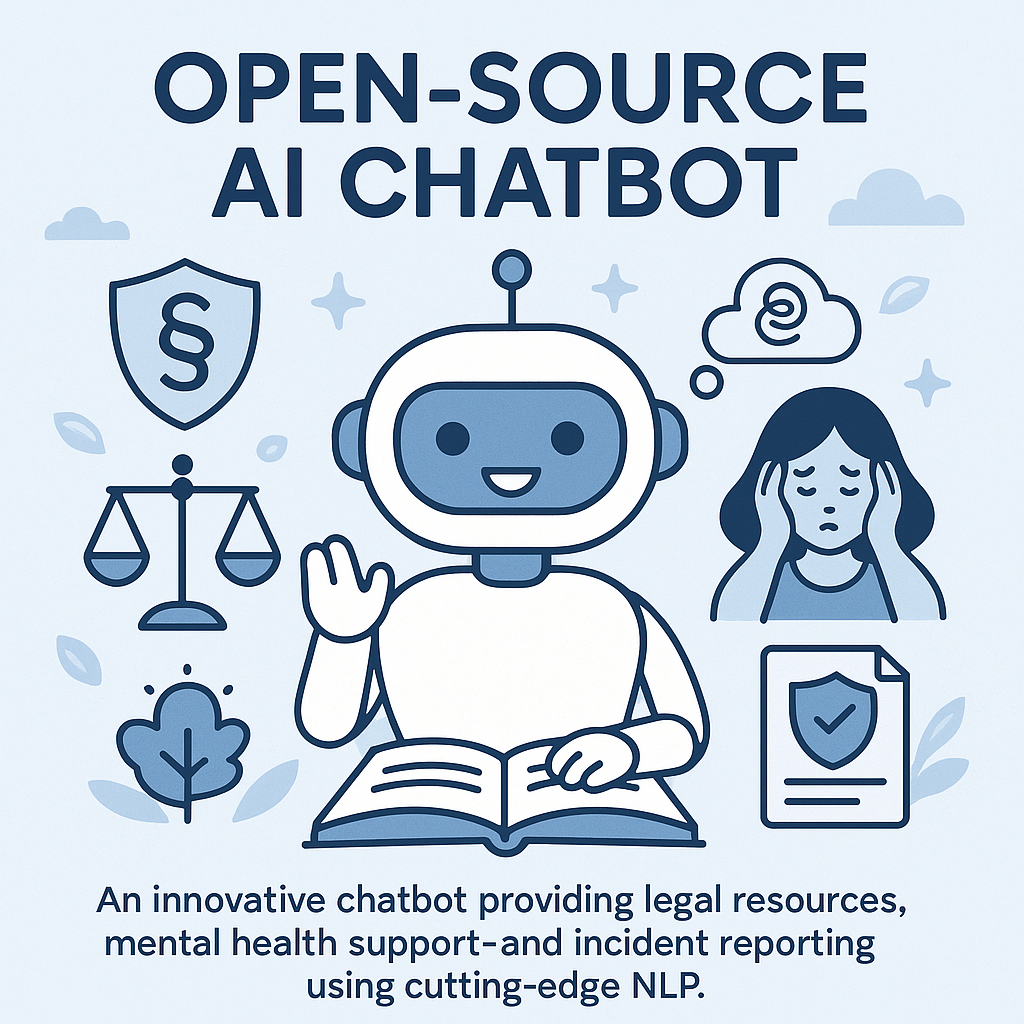 OPEN-SOURCE
AI CHATBOT
§
An innovative chatbot providing legal resources,
mental health support-and incident reporting
using cutting-edge NLP.